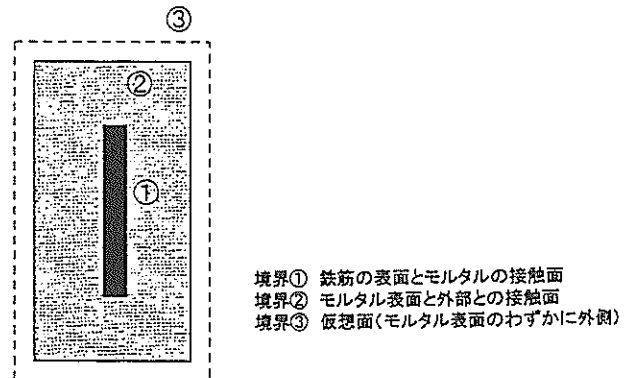 ③
②
①
境界① 鉄筋の表面とモルタルの接触面
境界② モルタル表面と外部との接触面
境界③ 仮想面(モルタル表面のわずかに外側)